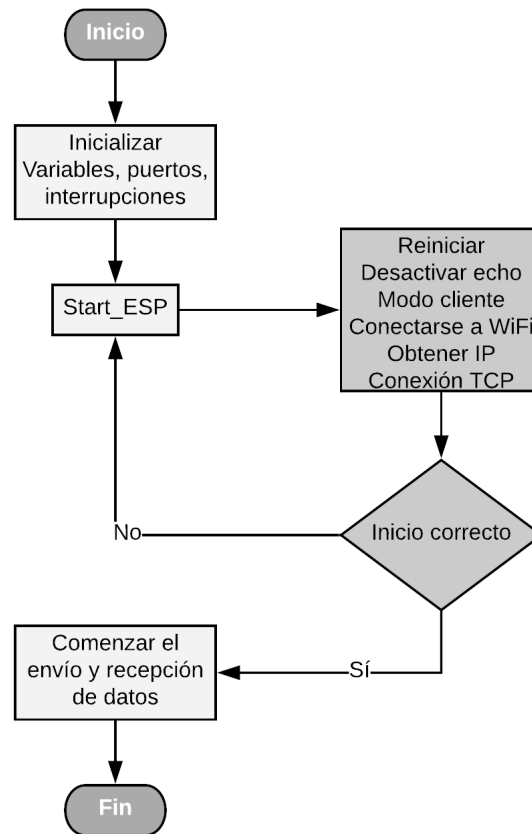 Inicio
Inicializar
Variables, puertos,
interrupciones
Start_ESP
Reiniciar
Desactivar echo
Modo cliente
Conectarse a WiFi
Obtener IP
Conexión TCP
Inicio correcto
No
Sí
Comenzar el
envío y recepción
de datos
Fin